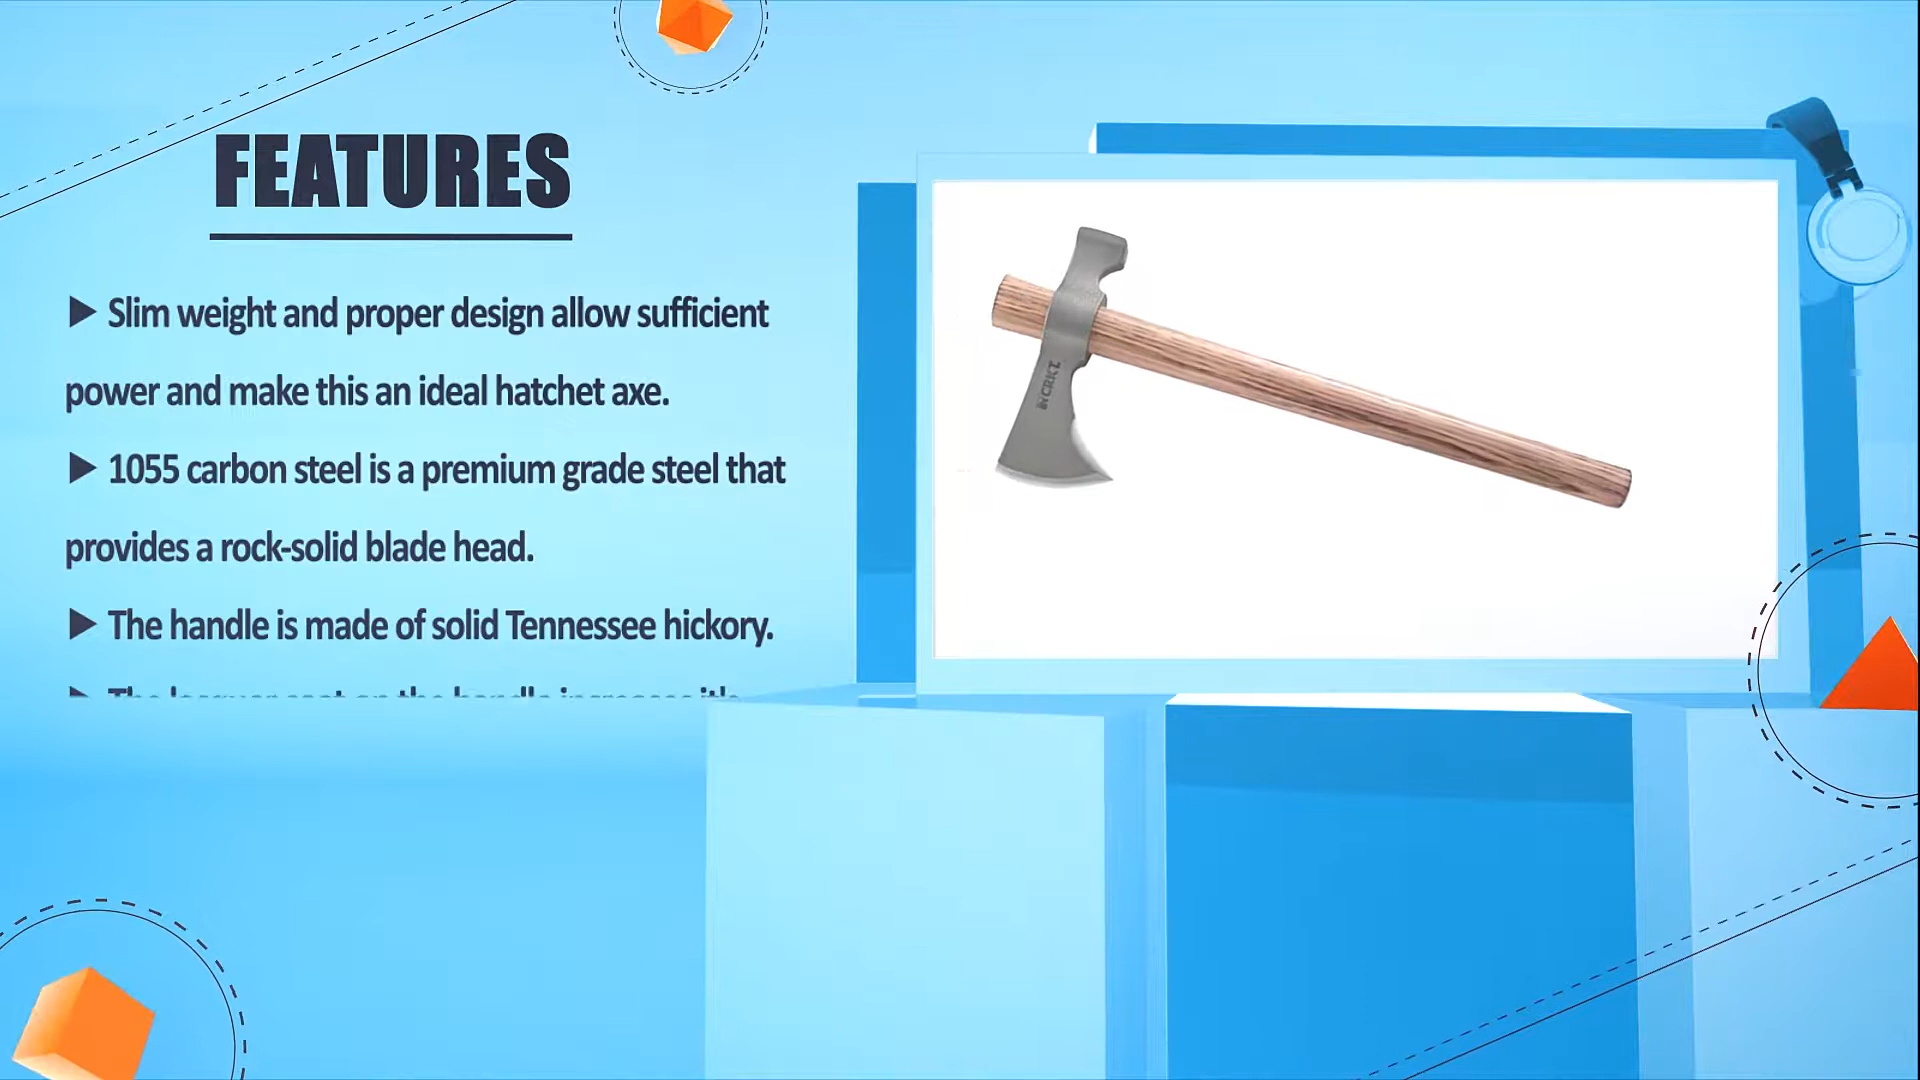 FEATURES
▶ Slim weight and proper design allow sufficient
power and make this an ideal hatchet axe.
▶ 1055 carbon steel is a premium grade steel that
provides a rock-solid blade head.
▶ The handle is made of solid Tennessee hickory.
CRKT